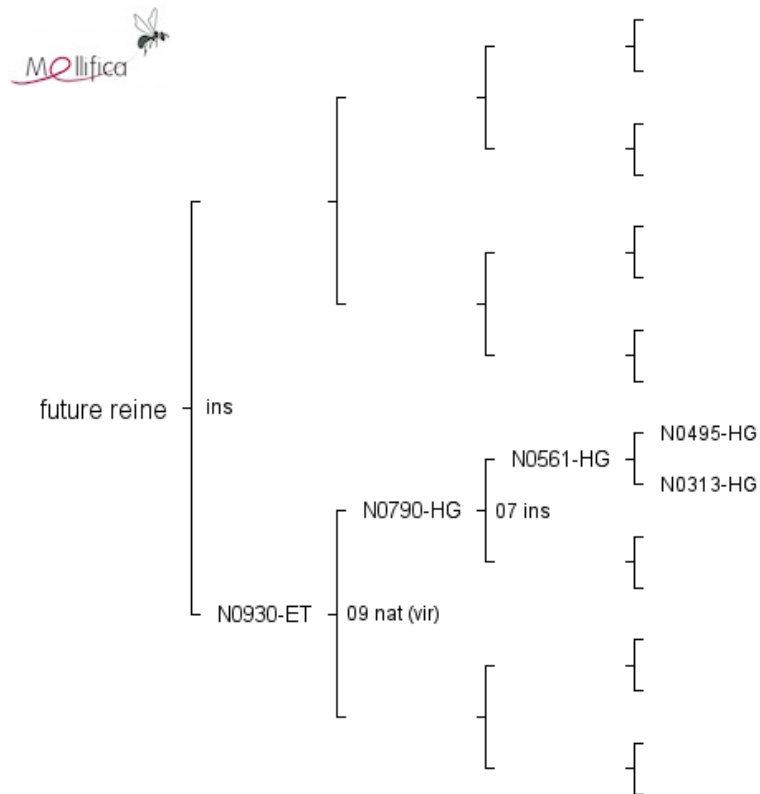 Mellifica
future reine
ins
N0930-ET
09 nat (vir)
N0790-HG
07 ins
N0561-HG
N0495-HG
N0313-HG